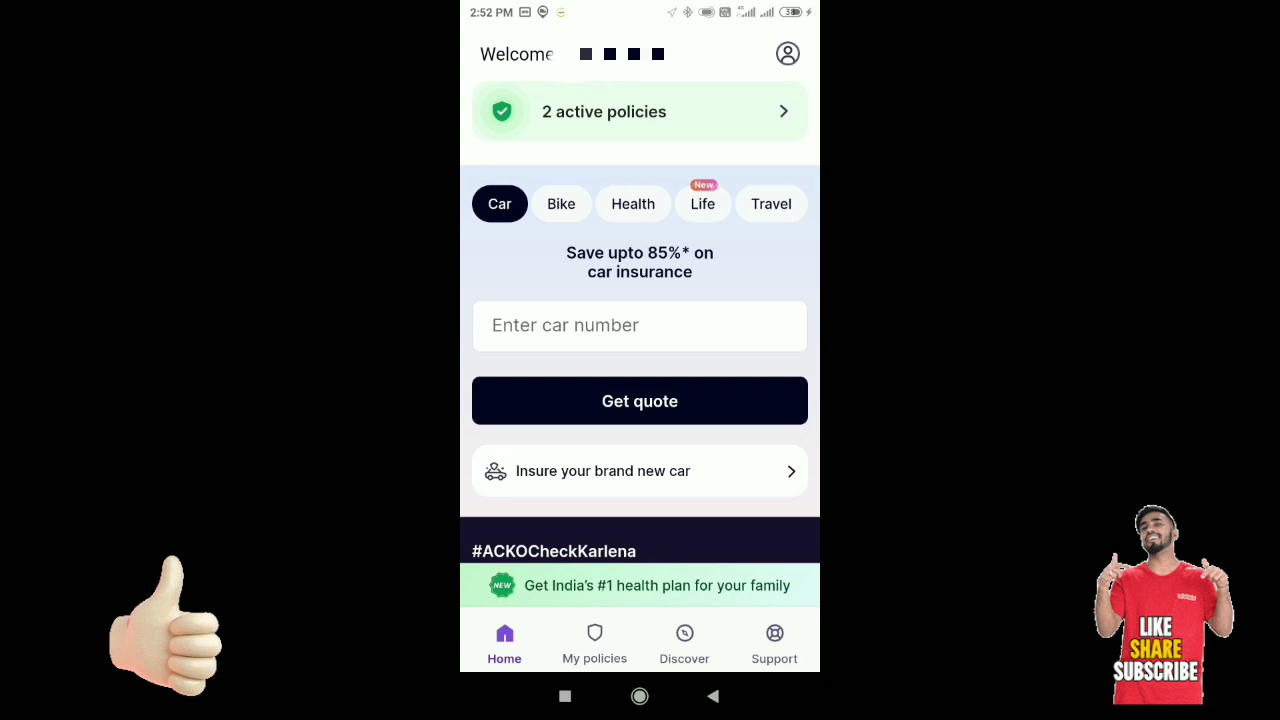 2:52 PM
Welcome
2 active policies
New
Car Bike Health Life Travel
Save upto 85%* on
car insurance
Enter car number
Get quote
Insure your brand new car
#ACKOCheckKarlena
NEW Get India's #1 health plan for your family
Home My policies Discover Support
LIKE
SHARE
SUBSCRIBE